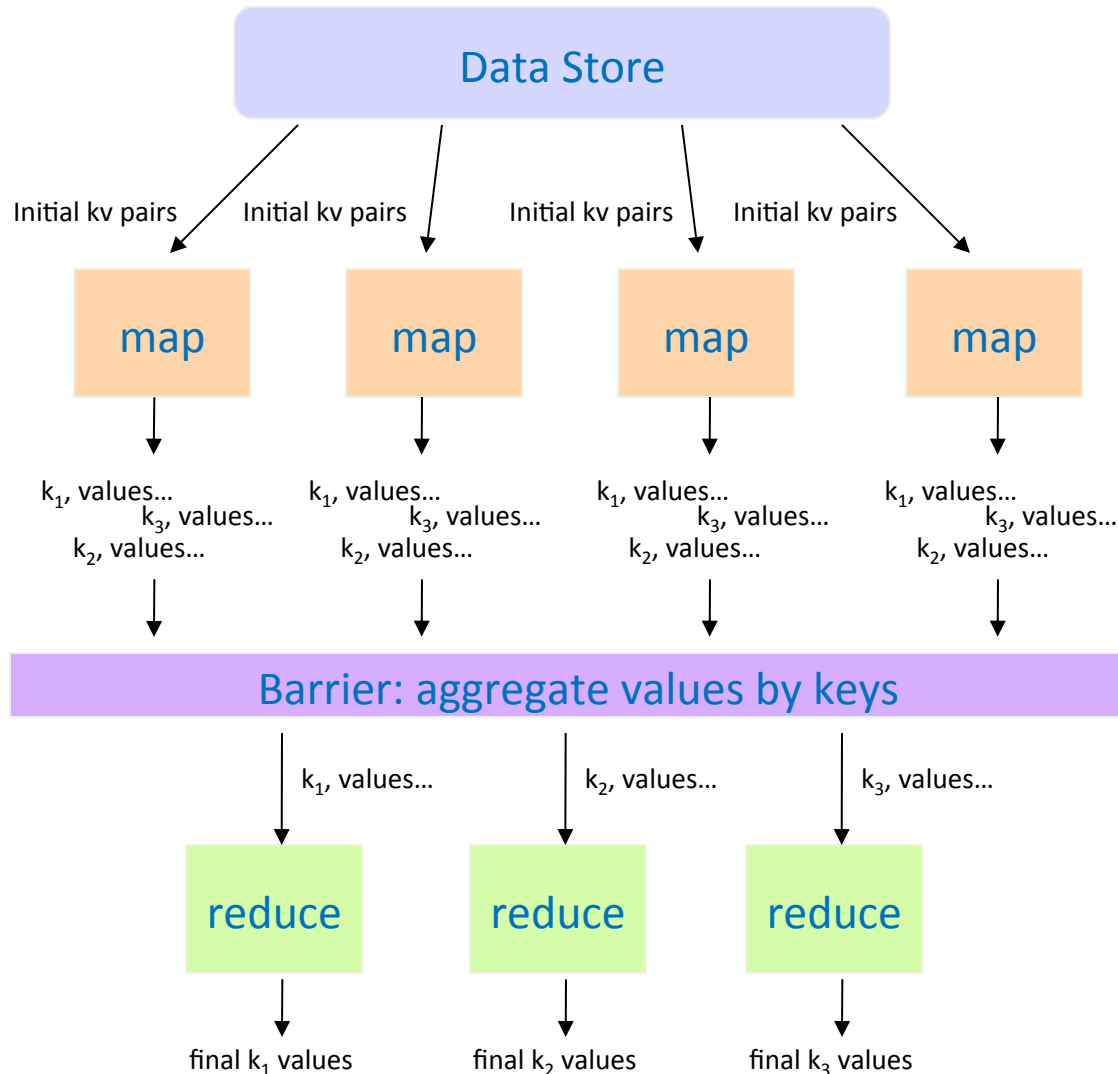 Data Store
Initial kv pairs Initial kv pairs Initial kv pairs Initial kv pairs
map map map map
k₁, values... k₁, values... k₁, values... k₁, values...
k₃, values... k₃, values... k₃, values... k₃, values...
k₂, values... k₂, values... k₂, values... k₂, values...
Barrier: aggregate values by keys
k₁, values... k₂, values... k₃, values...
reduce reduce reduce
final k₁ values final k₂ values final k₃ values